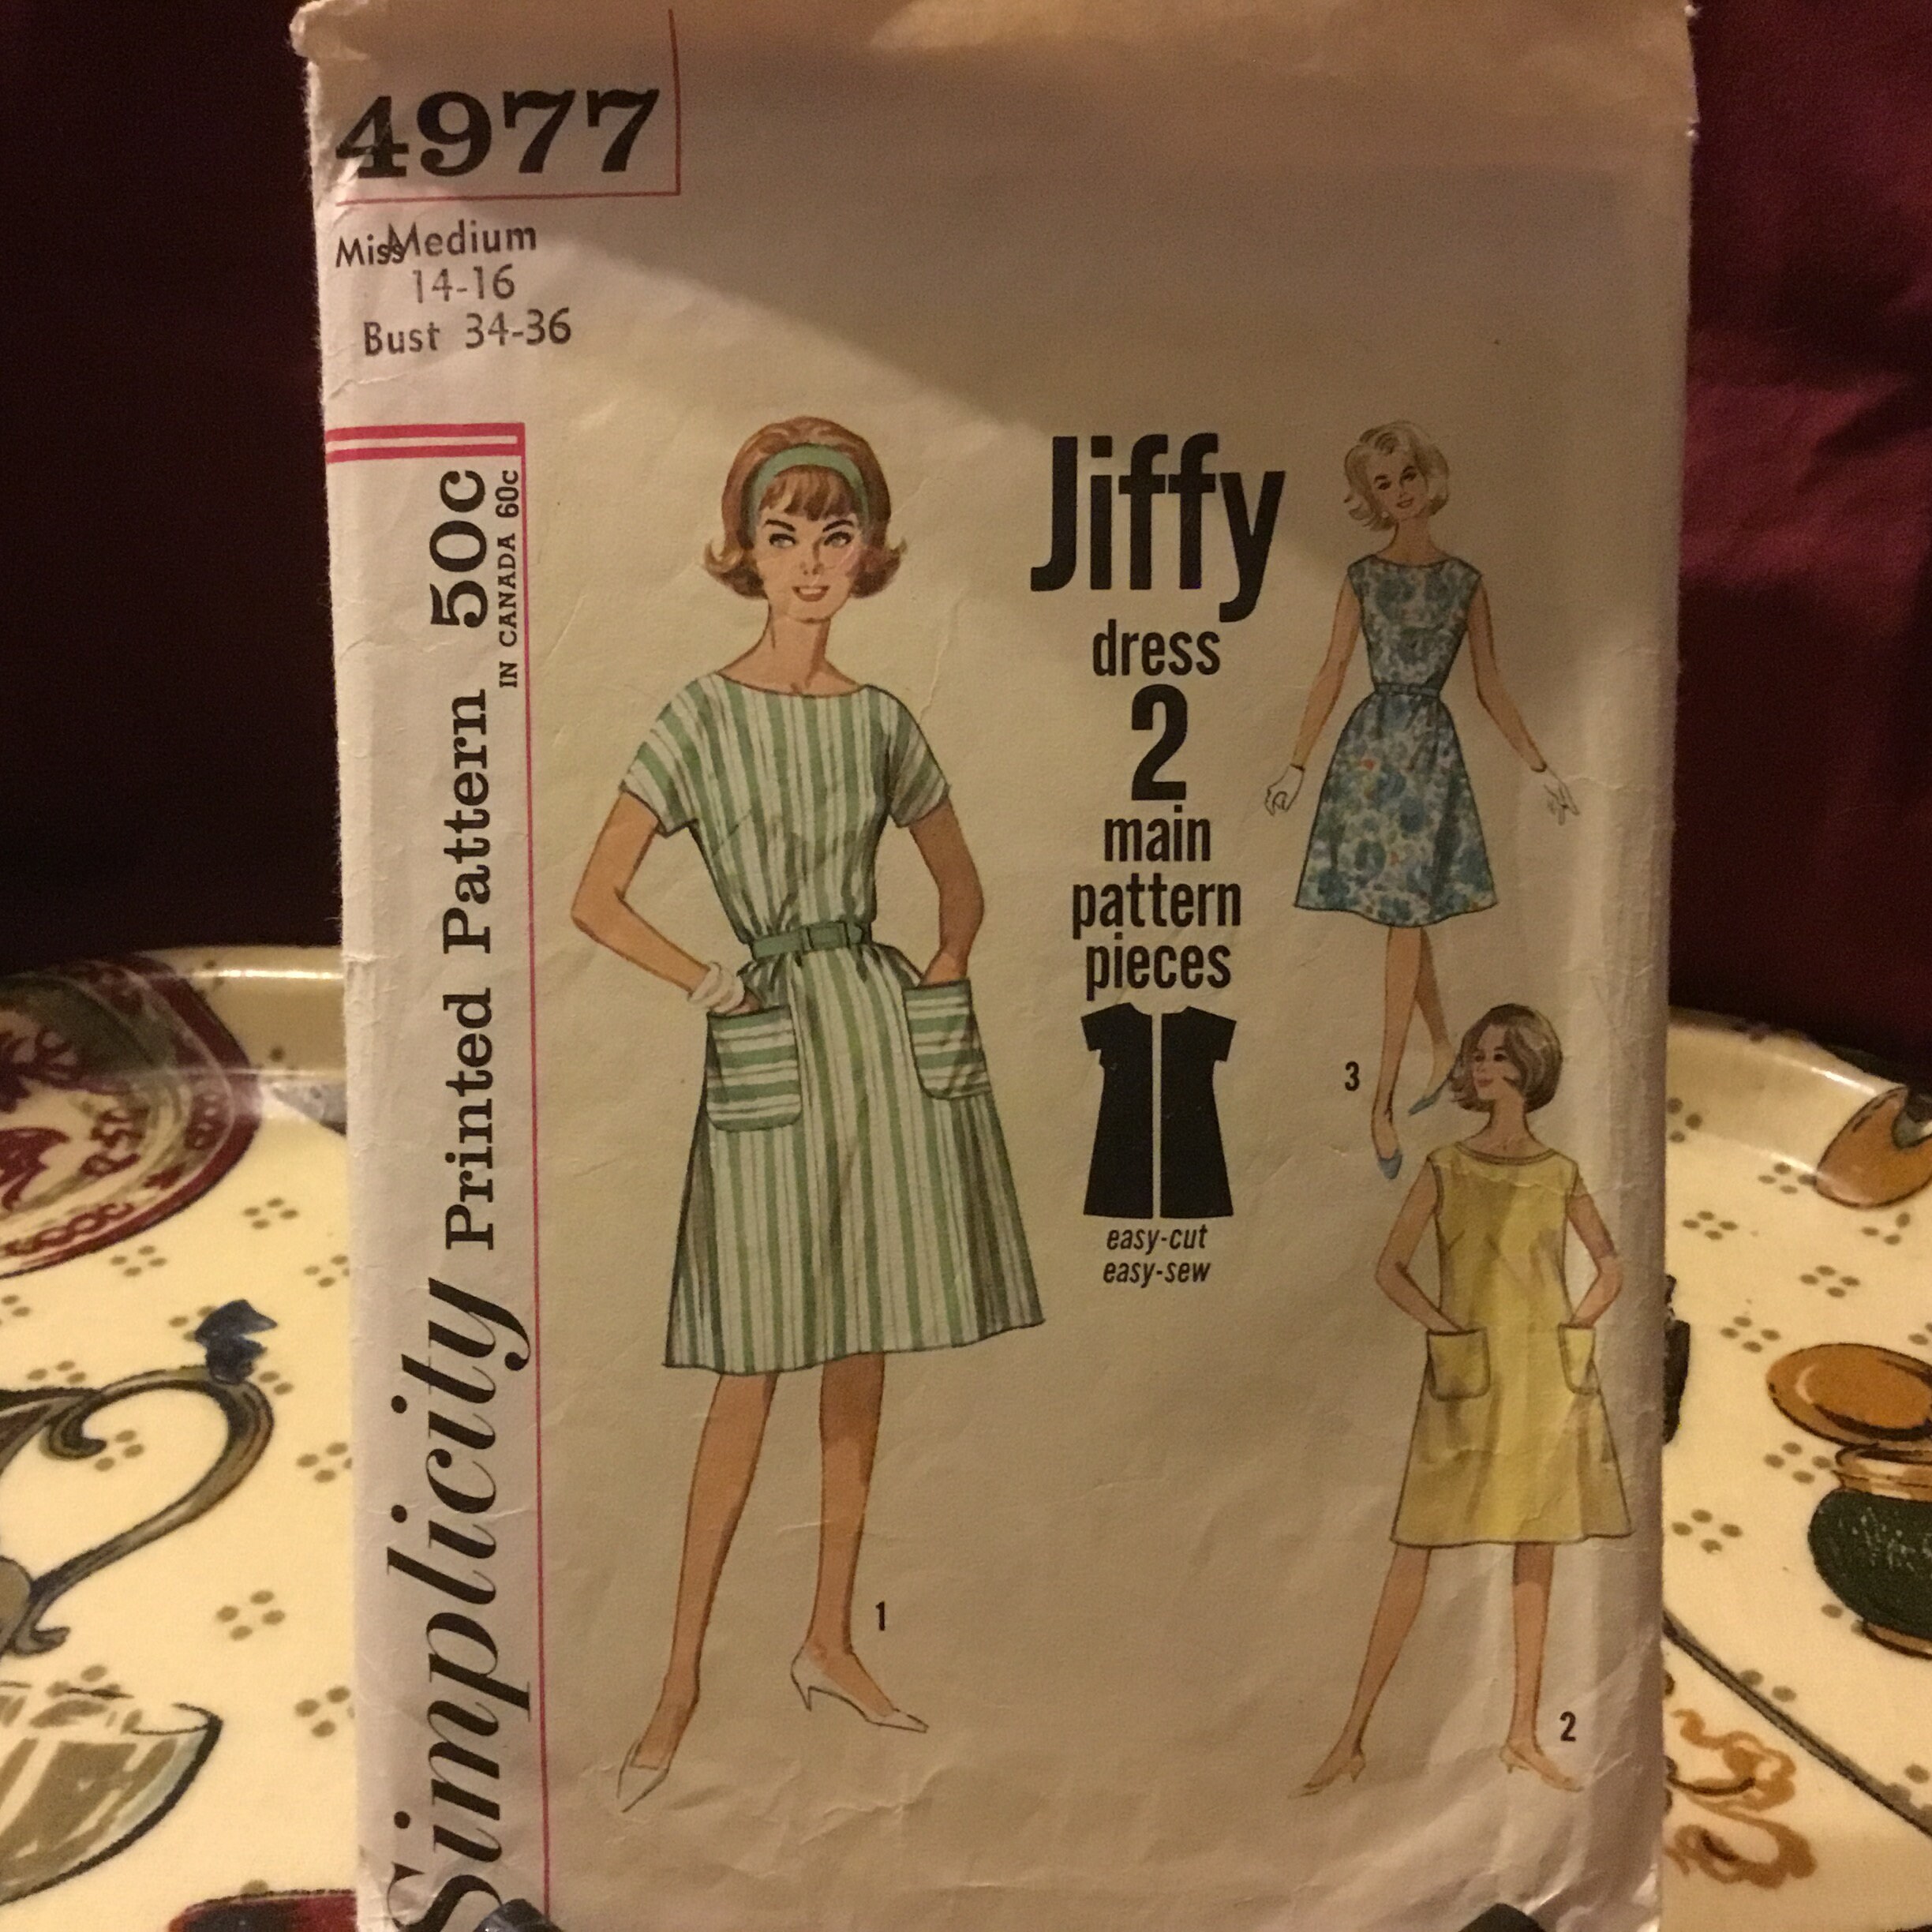 4977
Miss Medium
14-16
Bust 34-36
Simplicity Printed Pattern 50c
IN CANADA 60c
Jiffy
dress
2
main
pattern
pieces
easy-cut
easy-sew
1
3
2